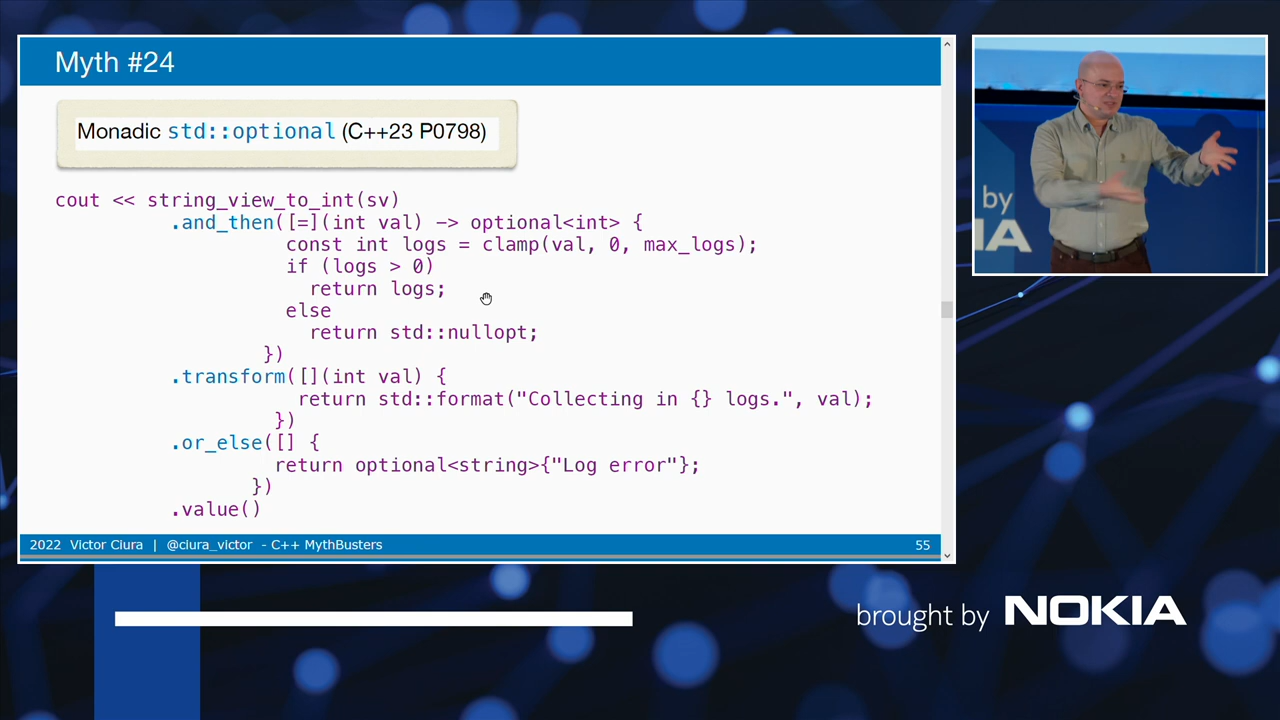 Myth #24
Monadic std::optional (C++23 P0798)
cout << string_view_to_int(sv)
.and_then([=](int val) -> optional<int> {
const int logs = clamp(val, 0, max_logs);
if (logs > 0)
return logs;
else
return std::nullopt;
})
.transform([](int val) {
return std::format("Collecting in {} logs.", val);
})
.or_else([] {
return optional<string>{"Log error"};
})
.value()
2022 Victor Ciura | @ciura_victor - C++ MythBusters
55
by
IA
brought by NOKIA